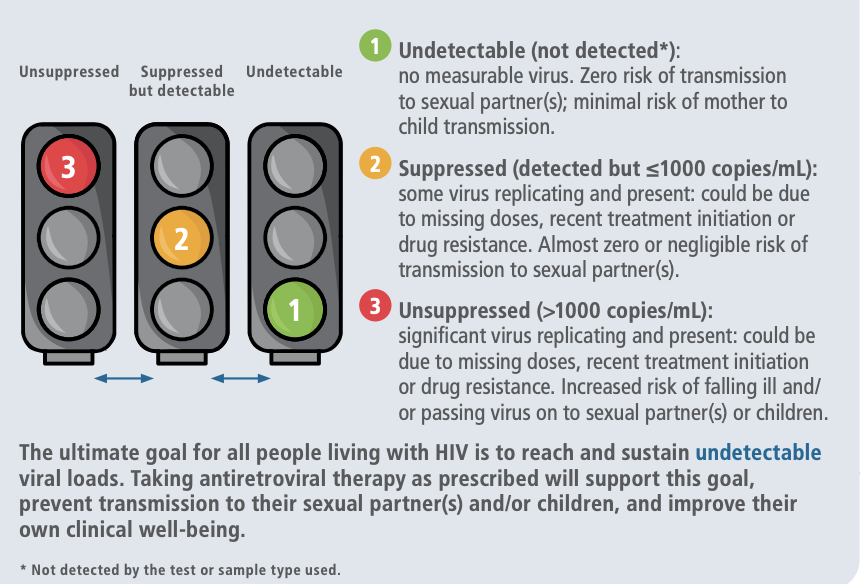 Unsuppressed
Suppressed
but detectable
Undetectable
3
2
1
1 Undetectable (not detected*):
no measurable virus. Zero risk of transmission
to sexual partner(s); minimal risk of mother to
child transmission.
2 Suppressed (detected but ≤1000 copies/mL):
some virus replicating and present: could be due
to missing doses, recent treatment initiation or
drug resistance. Almost zero or negligible risk of
transmission to sexual partner(s).
3 Unsuppressed (>1000 copies/mL):
significant virus replicating and present: could be
due to missing doses, recent treatment initiation
or drug resistance. Increased risk of falling ill and/
or passing virus on to sexual partner(s) or children.
The ultimate goal for all people living with HIV is to reach and sustain undetectable
viral loads. Taking antiretroviral therapy as prescribed will support this goal,
prevent transmission to their sexual partner(s) and/or children, and improve their
own clinical well-being.
* Not detected by the test or sample type used.